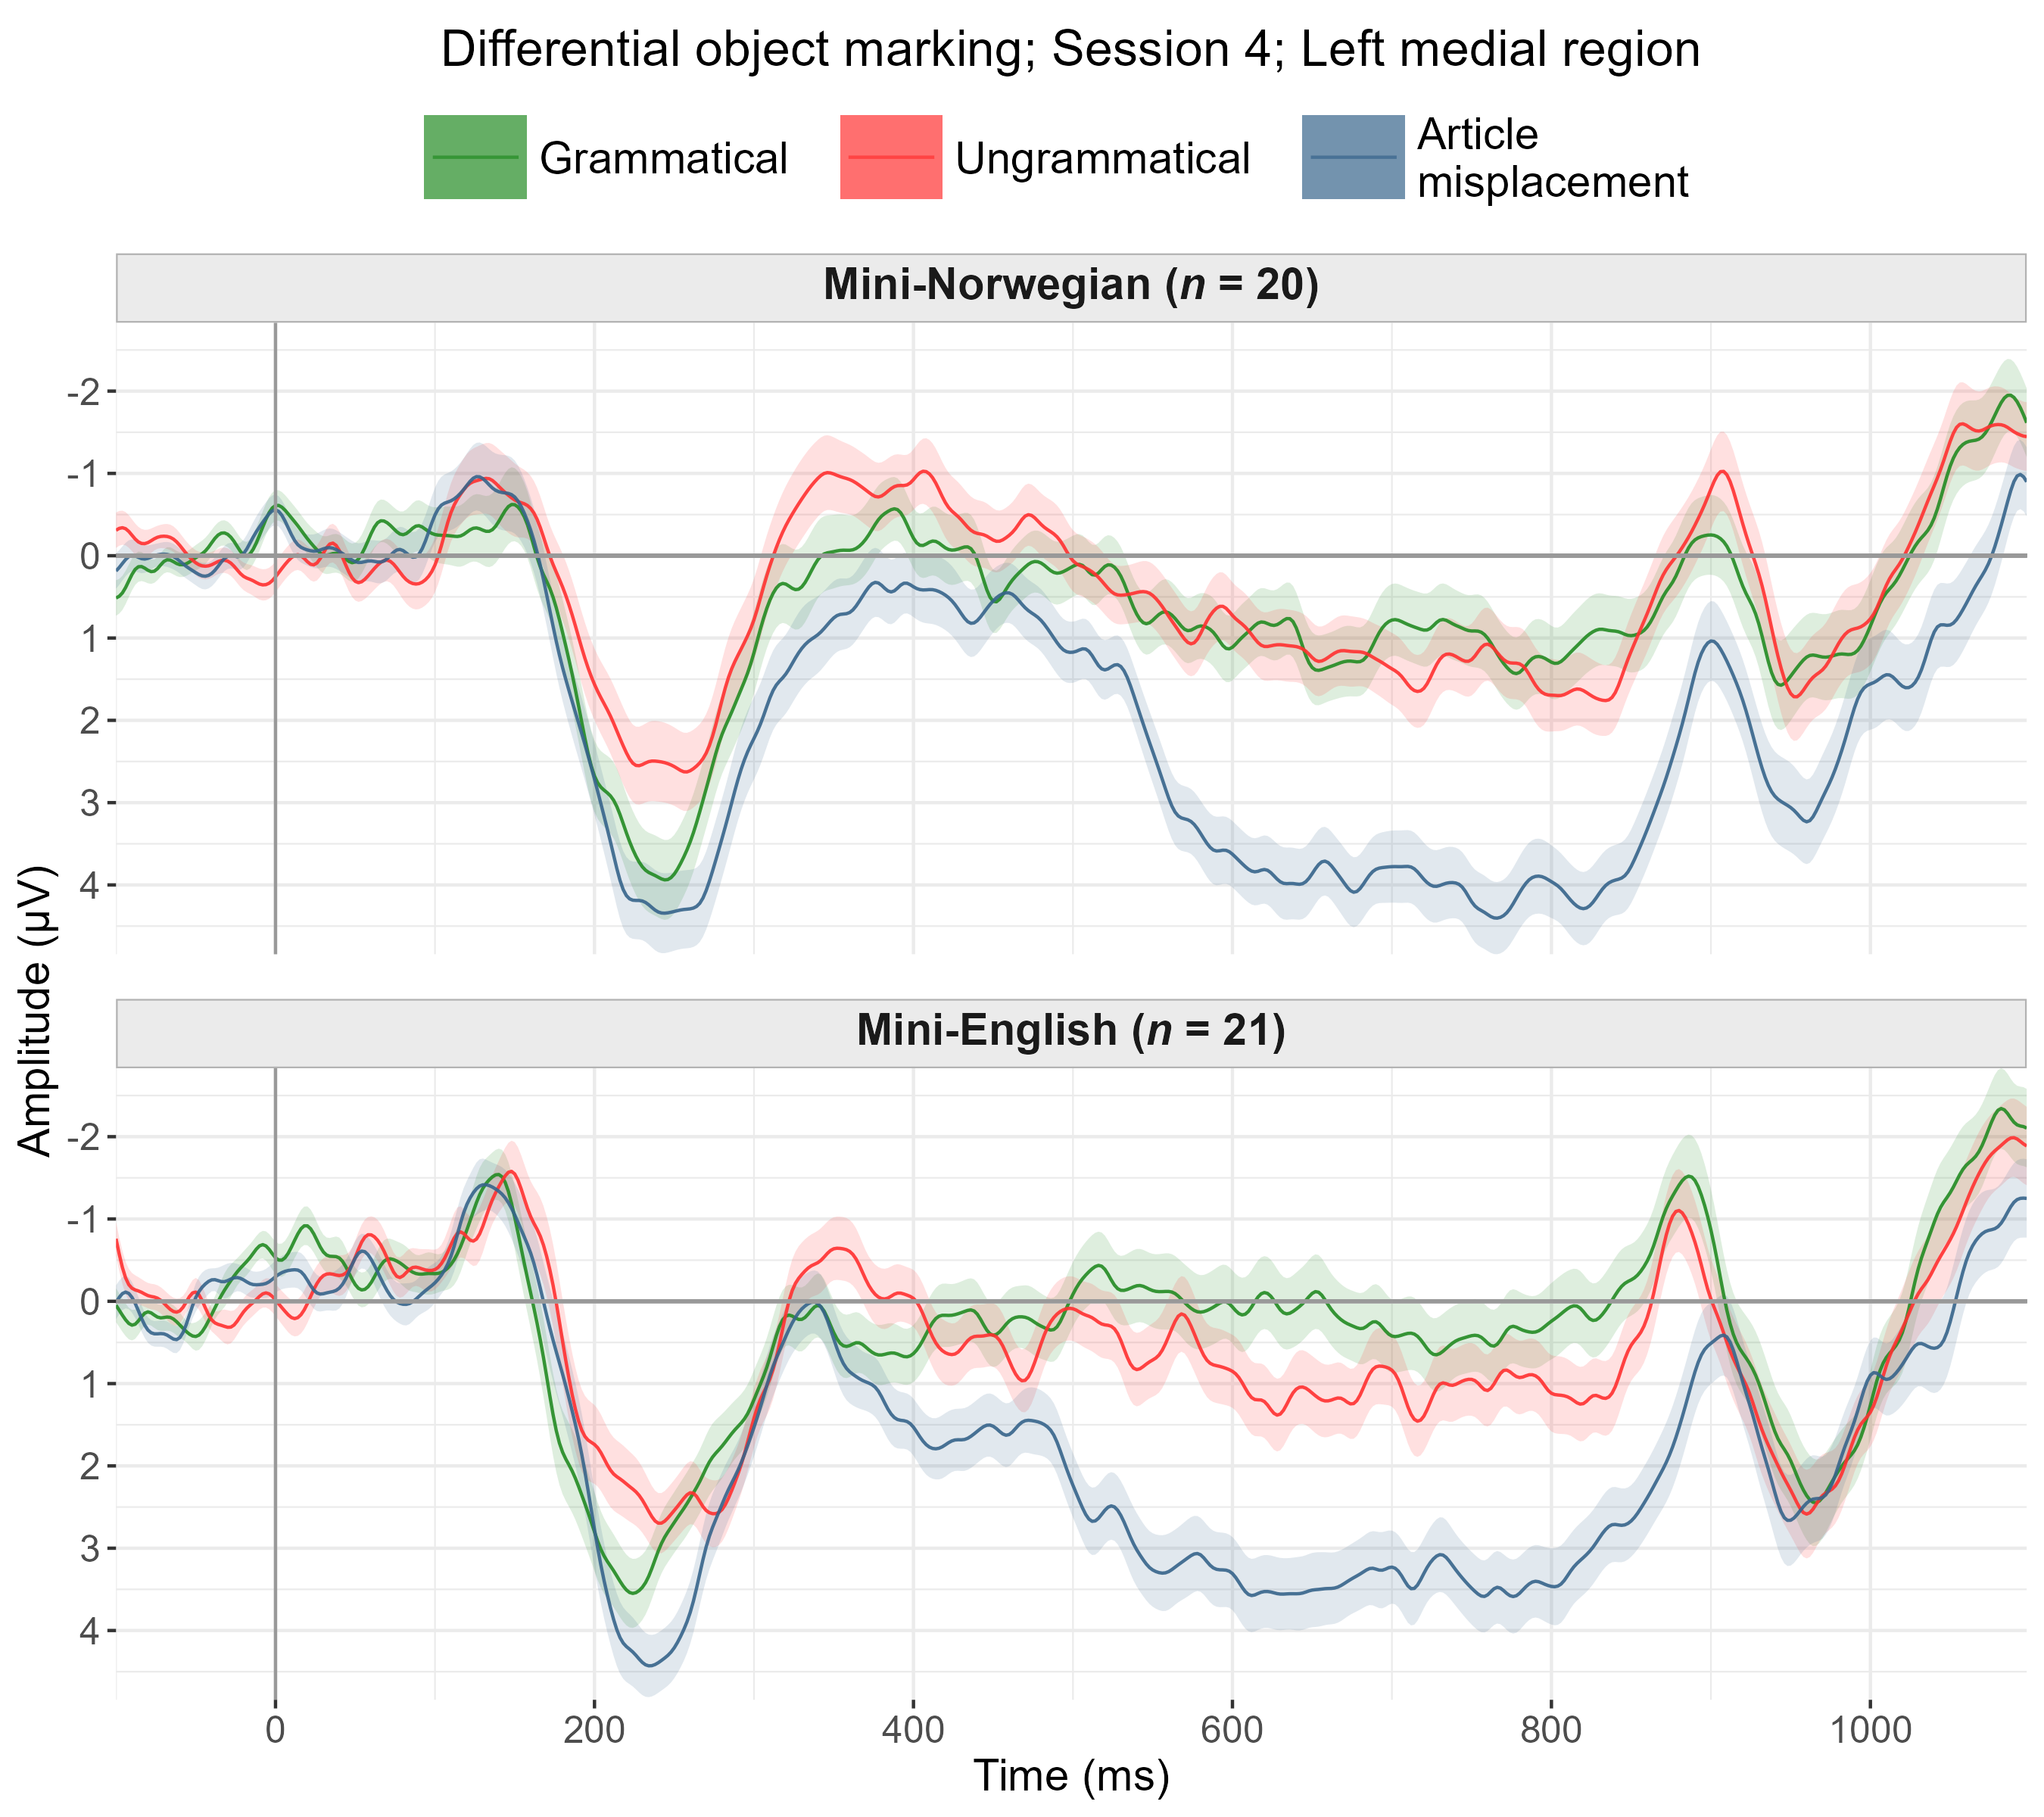 Differential object marking; Session 4; Left medial region
Grammatical
Ungrammatical
Article
misplacement
Mini-Norwegian (n = 20)
-2
-1
0
1
2
3
4
Amplitude (µV)
Mini-English (n = 21)
-2
-1
0
1
2
3
4
0 200 400 600 800 1000
Time (ms)